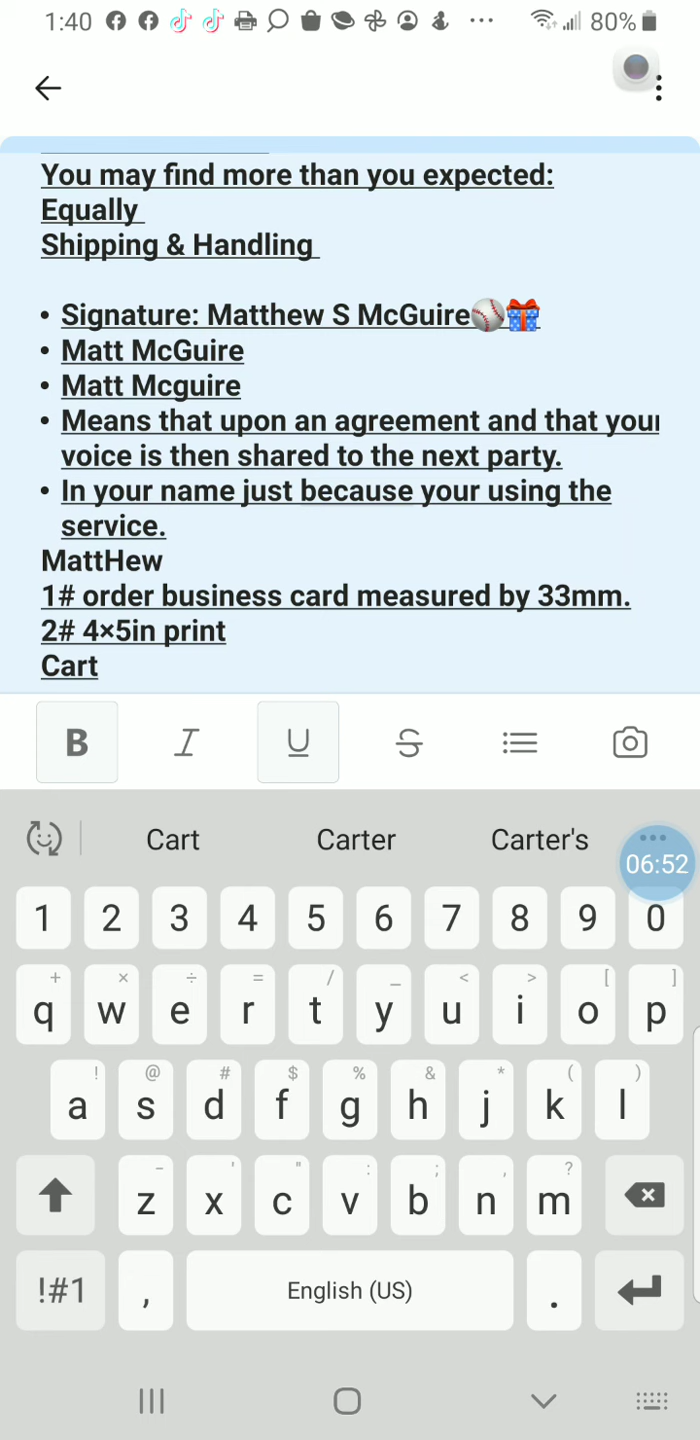 1:40 80%
You may find more than you expected:
Equally
Shipping & Handling
• Signature: Matthew S McGuire⚾🎁
• Matt McGuire
• Matt Mcguire
• Means that upon an agreement and that your
voice is then shared to the next party.
• In your name just because your using the
service.
MattHew
1# order business card measured by 33mm.
2# 4×5in print
Cart
B I U S
Cart Carter Carter's
06:52
1 2 3 4 5 6 7 8 9 0
+ × ÷ = / _ < > [ ]
q w e r t y u i o p
! @ # $ % & * ( )
a s d f g h j k l
- ' " : ; , ?
z x c v b n m
!#1 , English (US) .